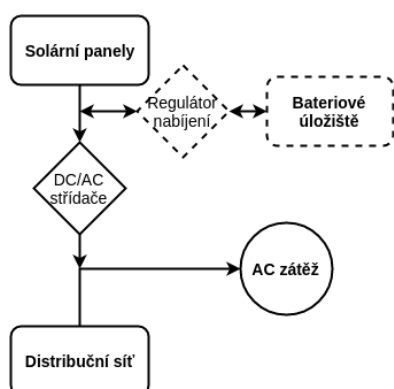 Solární panely
Regulátor
nabíjení
Bateriové
úložiště
DC/AC
střídače
AC zátěž
Distribuční síť